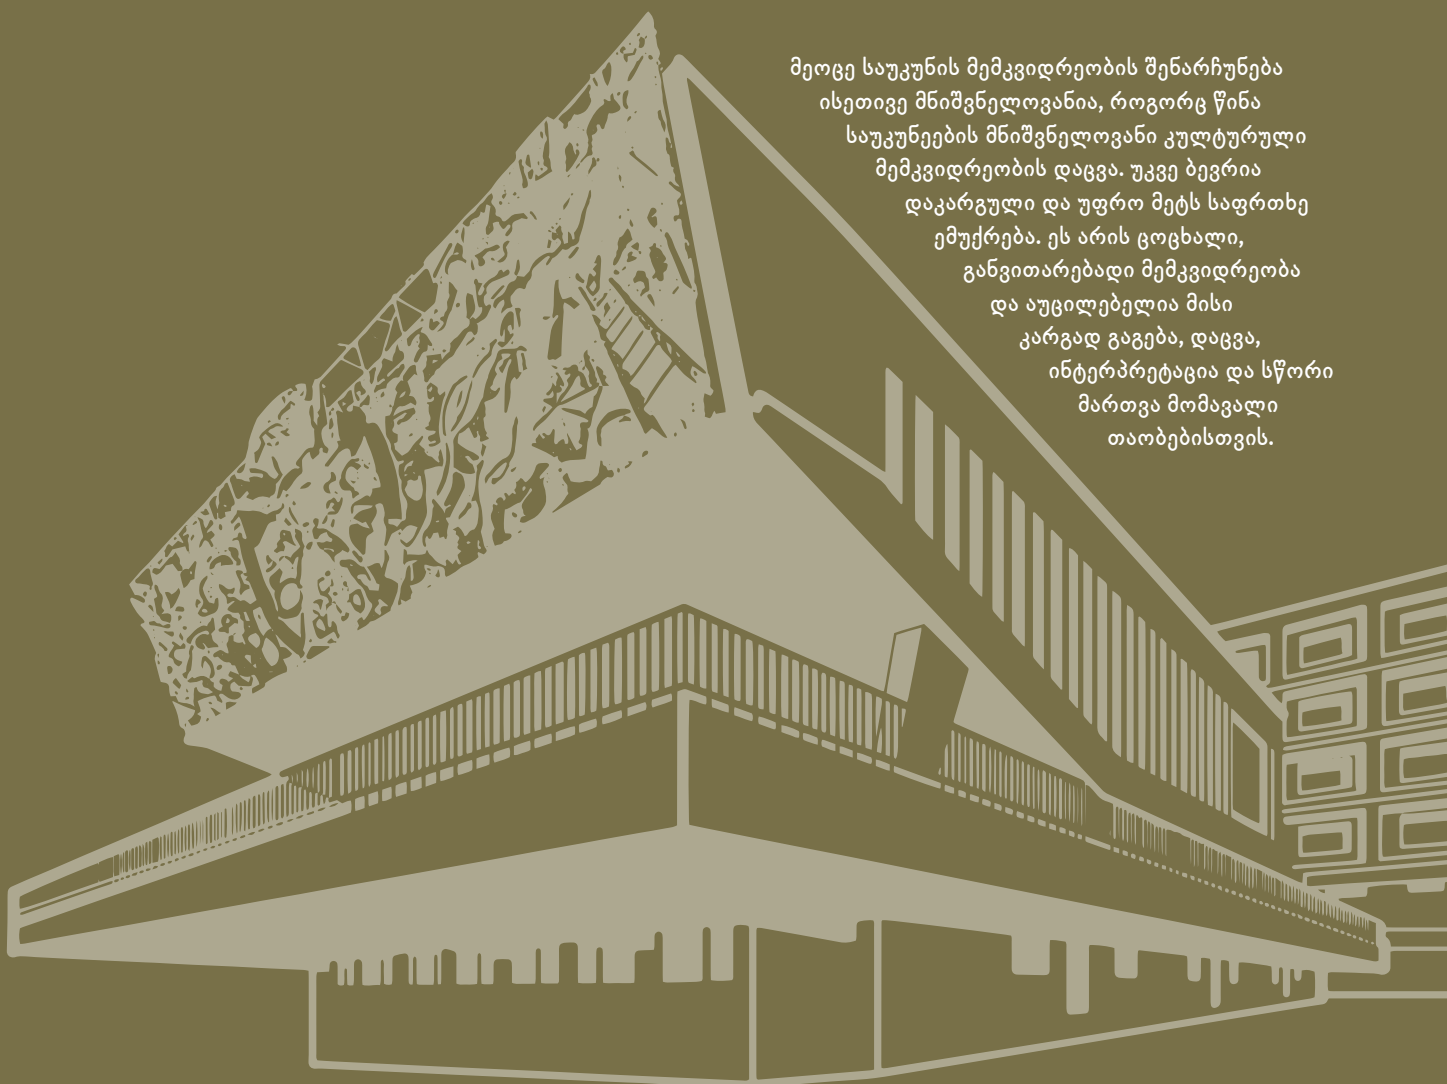 მეოცე საუკუნის მემკვიდრეობის შენარჩუნება
ისეთივე მნიშვნელოვანია, როგორც წინა
საუკუნეების მნიშვნელოვანი კულტურული
მემკვიდრეობის დაცვა. უკვე ბევრია
დაკარგული და უფრო მეტს საფრთხე
ემუქრება. ეს არის ცოცხალი,
განვითარებადი მემკვიდრეობა
და აუცილებელია მისი
კარგად გაგება, დაცვა,
ინტერპრეტაცია და სწორი
მართვა მომავალი
თაობებისთვის.